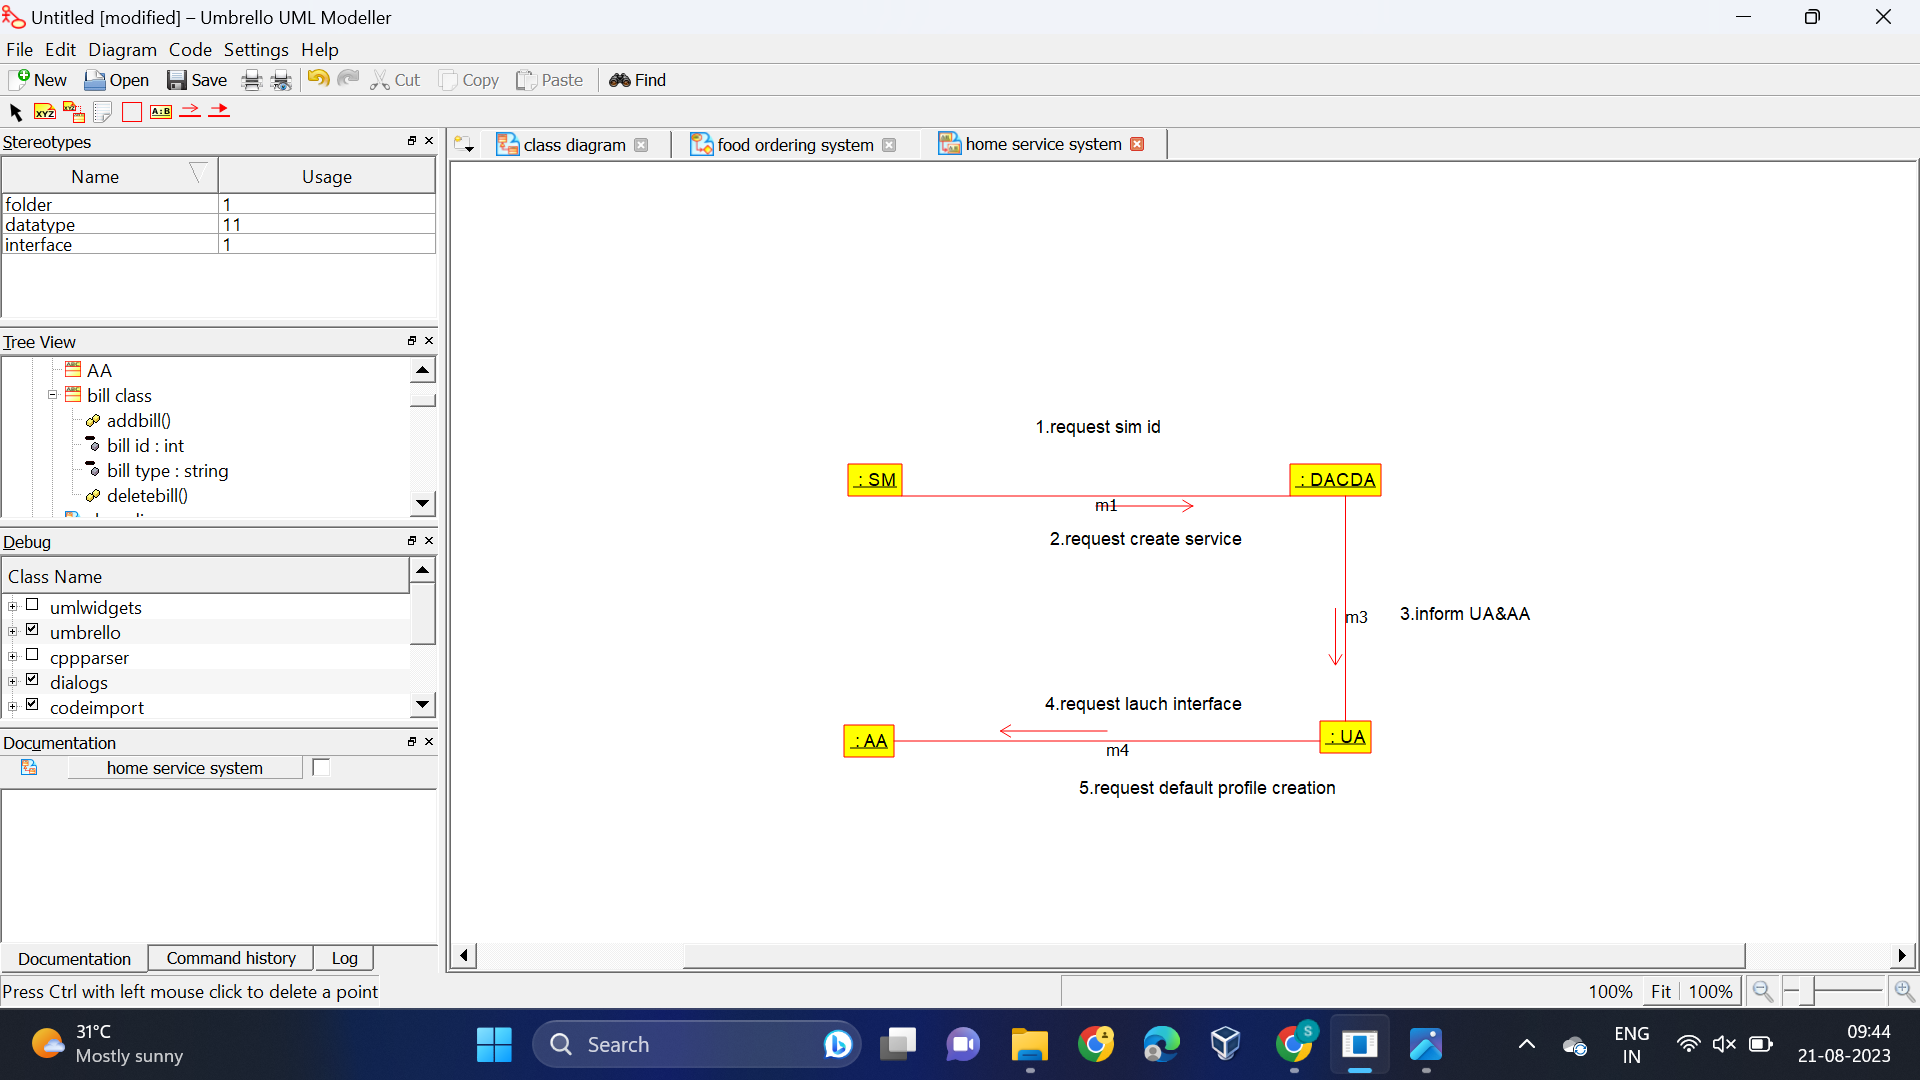 Untitled [modified] – Umbrello UML Modeller
File Edit Diagram Code Settings Help
New Open Save Cut Copy Paste Find
XYZ XYZ A:B
Stereotypes
Name Usage
folder 1
datatype 11
interface 1
Tree View
AA
bill class
addbill()
bill id : int
bill type : string
deletebill()
Debug
Class Name
umlwidgets
umbrello
cppparser
dialogs
codeimport
Documentation
home service system
Documentation Command history Log
Press Ctrl with left mouse click to delete a point
class diagram food ordering system home service system
1.request sim id
: SM : DACDA
m1
2.request create service
m3 3.inform UA&AA
4.request lauch interface
: AA : UA
m4
5.request default profile creation
100% Fit 100%
31°C
Mostly sunny
Search
S
ENG
IN
09:44
21-08-2023